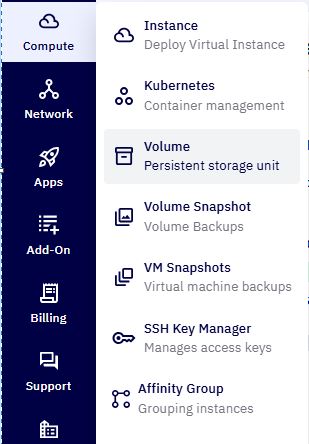 Compute
Network
Apps
Add-On
Billing
Support
Instance
Deploy Virtual Instance
Kubernetes
Container management
Volume
Persistent storage unit
Volume Snapshot
Volume Backups
VM Snapshots
Virtual machine backups
SSH Key Manager
Manages access keys
Affinity Group
Grouping instances